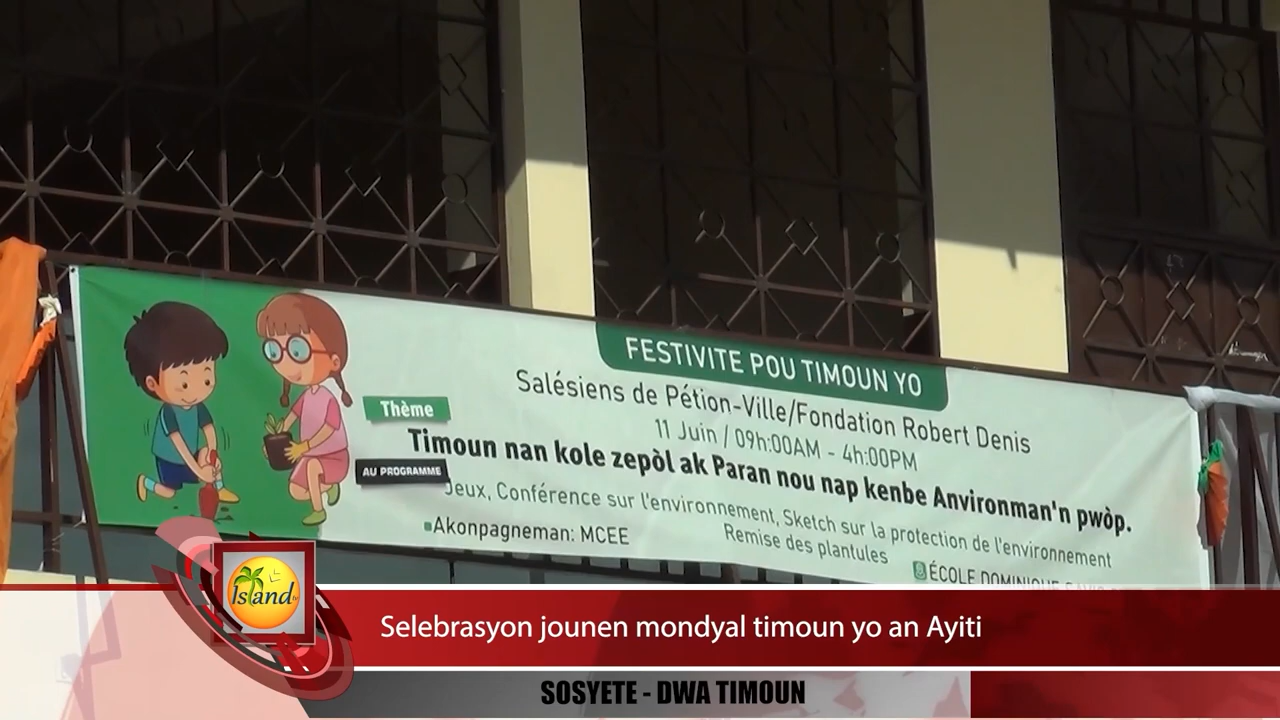 FESTIVITE POU TIMOUN YO
Salésiens de Pétion-Ville/Fondation Robert Denis
11 Juin / 09h:00AM - 4h:00PM
Thème
Timoun nan kole zepòl ak Paran nou nap kenbe Anvironman'n pwòp.
AU PROGRAMME
Jeux, Conférence sur l'environnement, Sketch sur la protection de l'environnement
Remise des plantules
Akonpagneman: MCEE
ÉCOLE DOMINIQUE
Island tv
Selebrasyon jounen mondyal timoun yo an Ayiti
SOSYETE - DWA TIMOUN